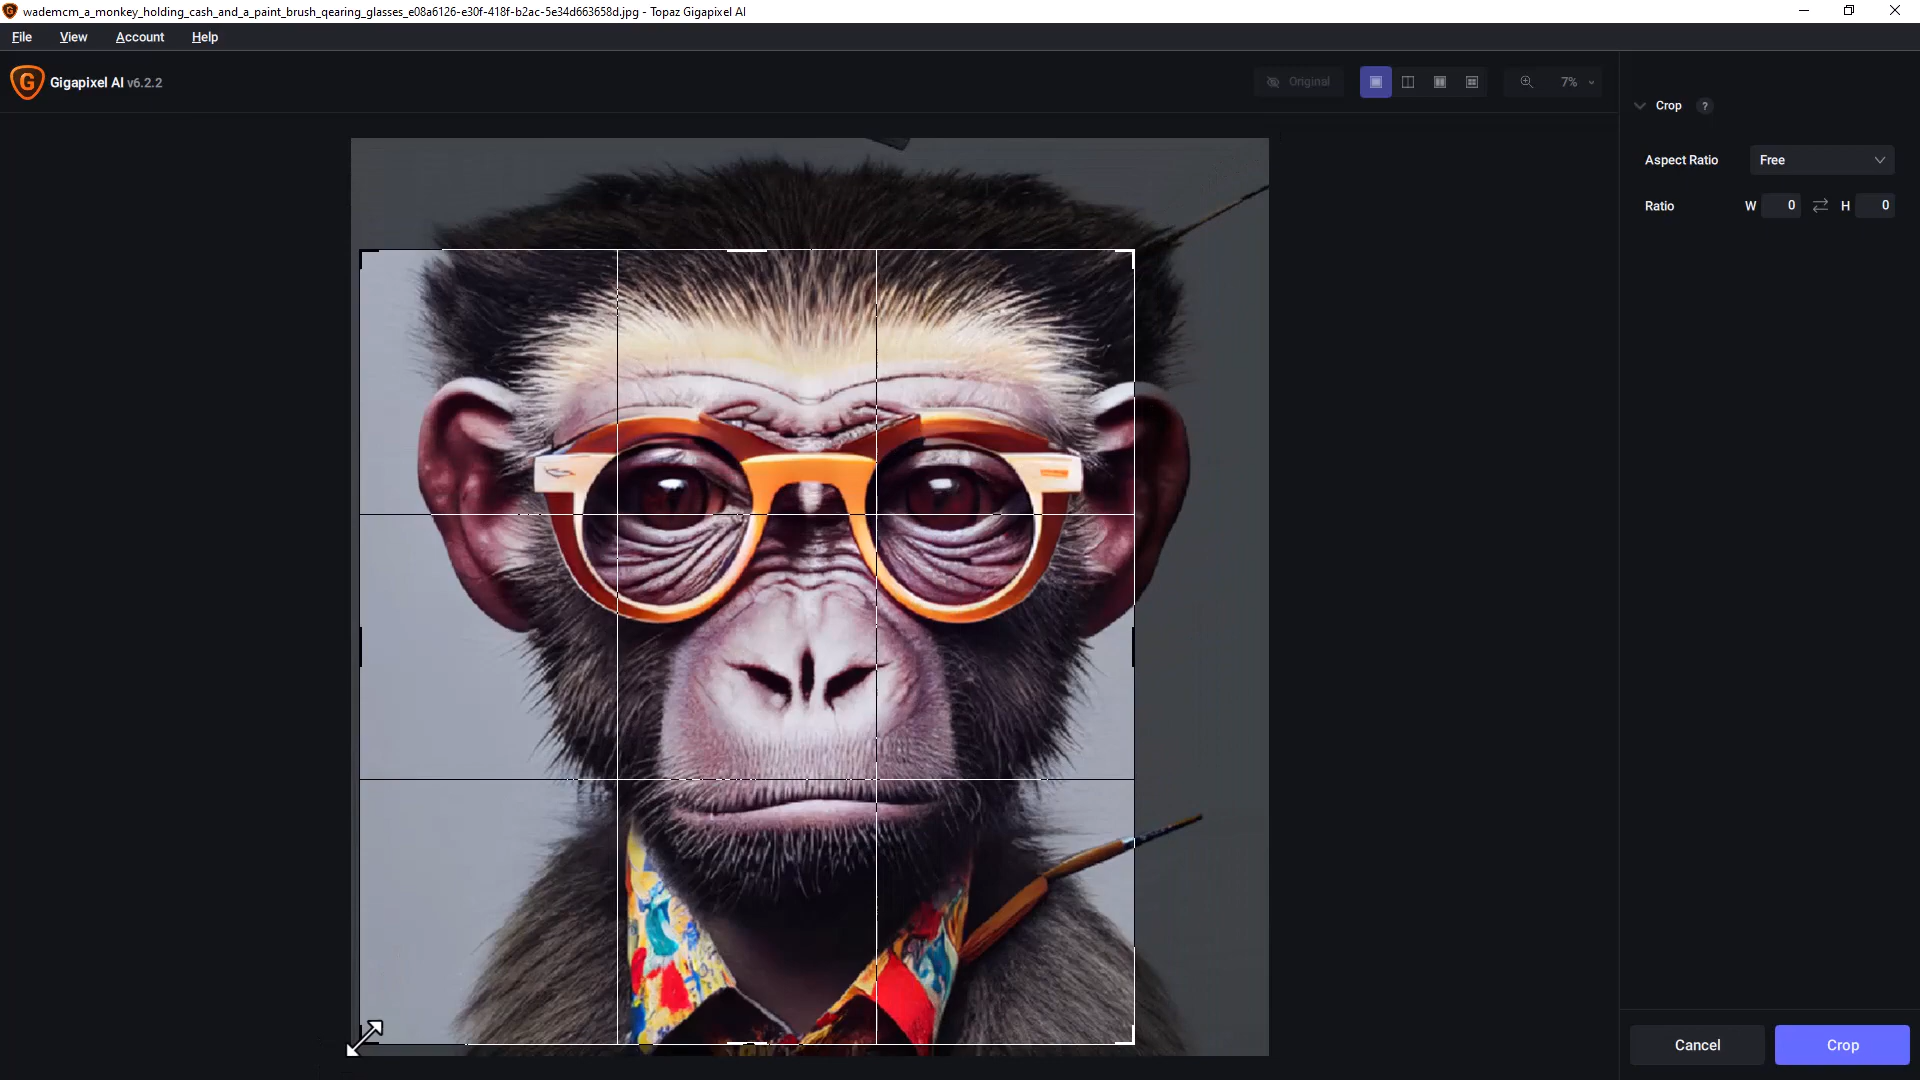 wademcm_a_monkey_holding_cash_and_a_paint_brush_qearing_glasses_e08a6126-e30f-418f-b2ac-5e34d663658d.jpg - Topaz Gigapixel AI
File View Account Help
Gigapixel AI v6.2.2
Original
7%
Crop ?
Aspect Ratio Free
Ratio W 0 H 0
Cancel Crop